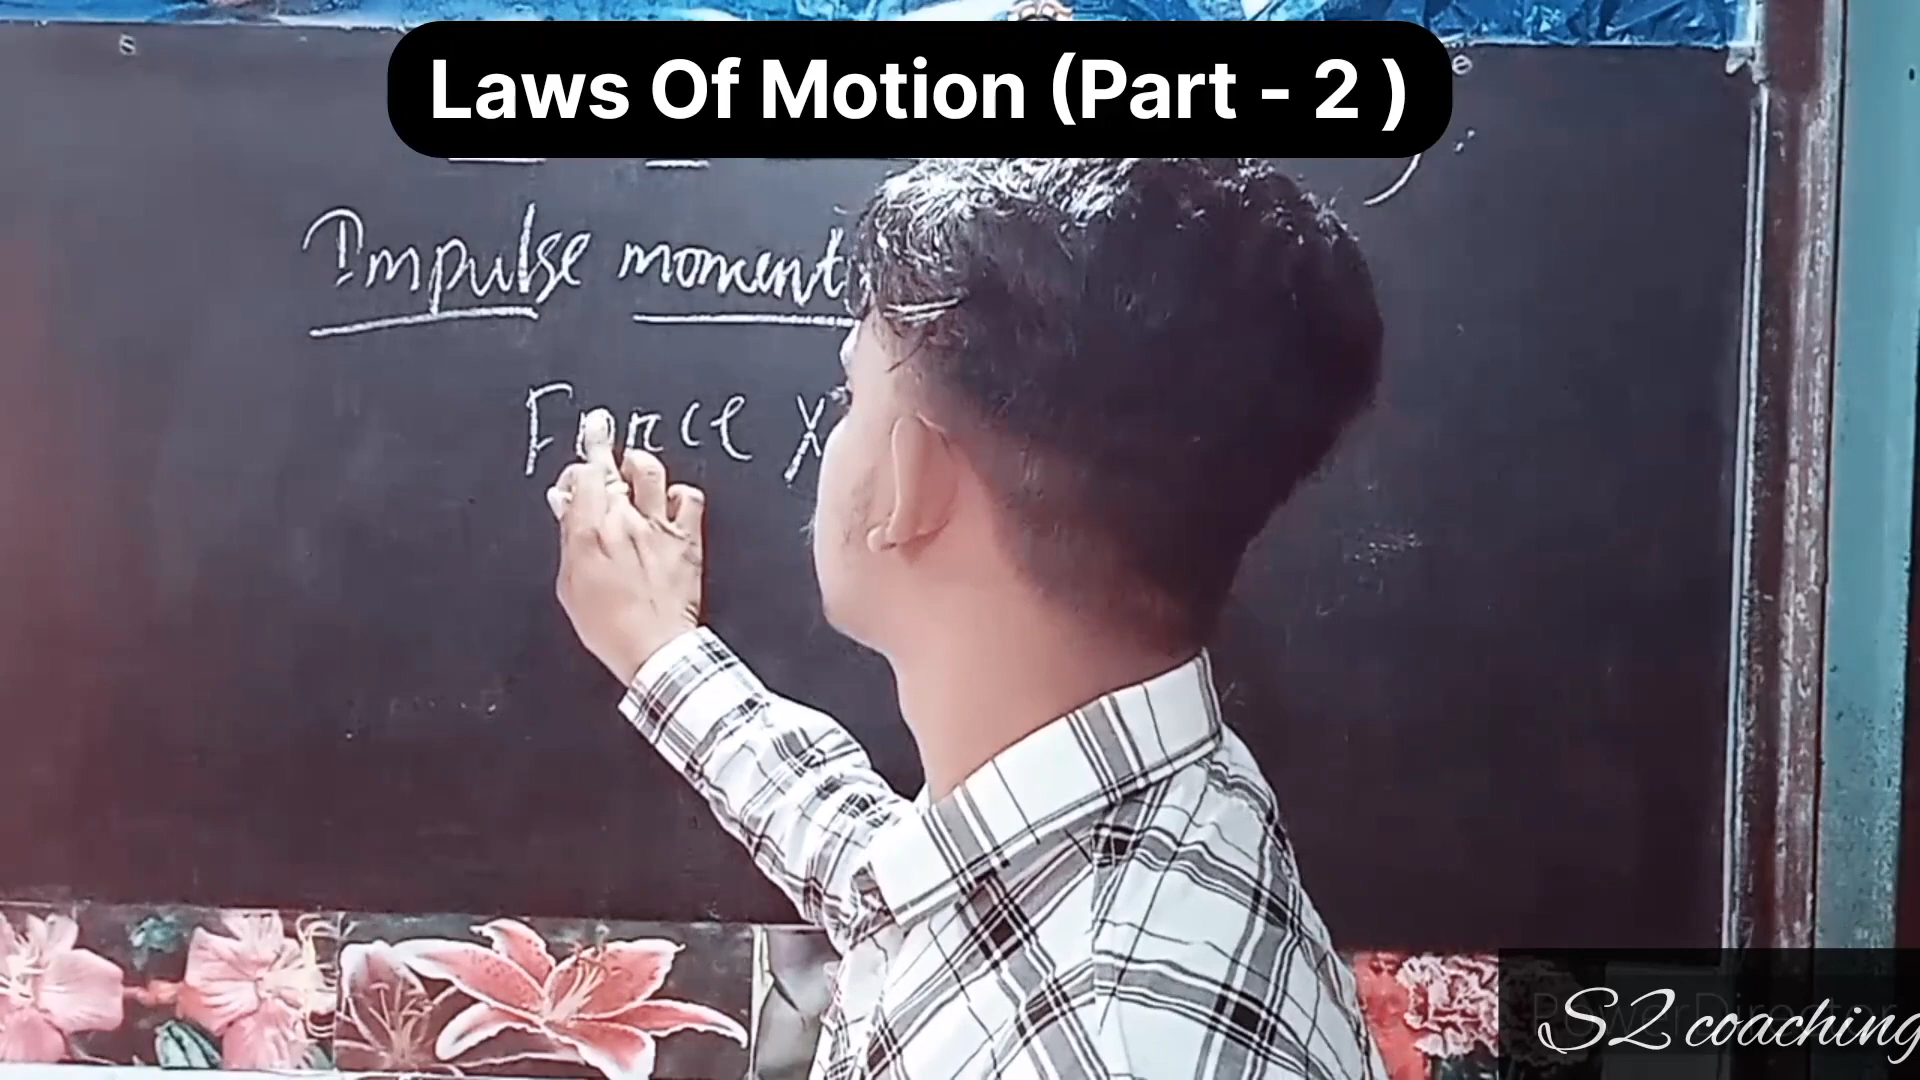 Laws Of Motion (Part - 2 )
Impulse moment
Force X
S2 coaching